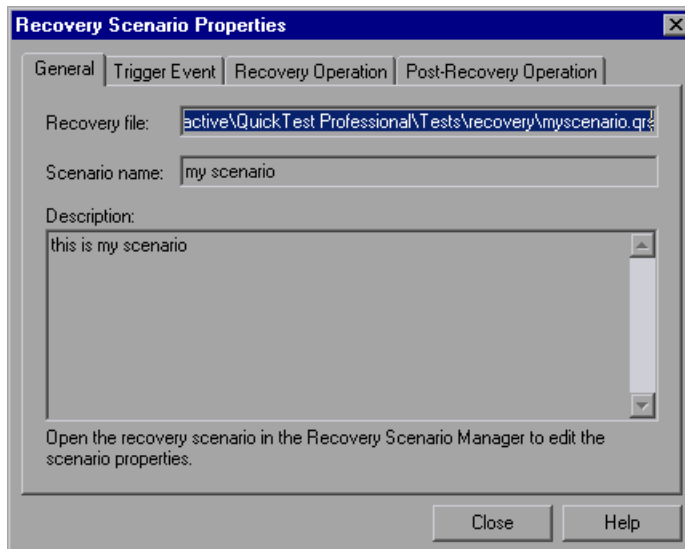 Recovery Scenario Properties
General Trigger Event Recovery Operation Post-Recovery Operation
Recovery file: active\QuickTest Professional\Tests\recovery\myscenario.qrs
Scenario name: my scenario
Description:
this is my scenario
Open the recovery scenario in the Recovery Scenario Manager to edit the
scenario properties.
Close Help